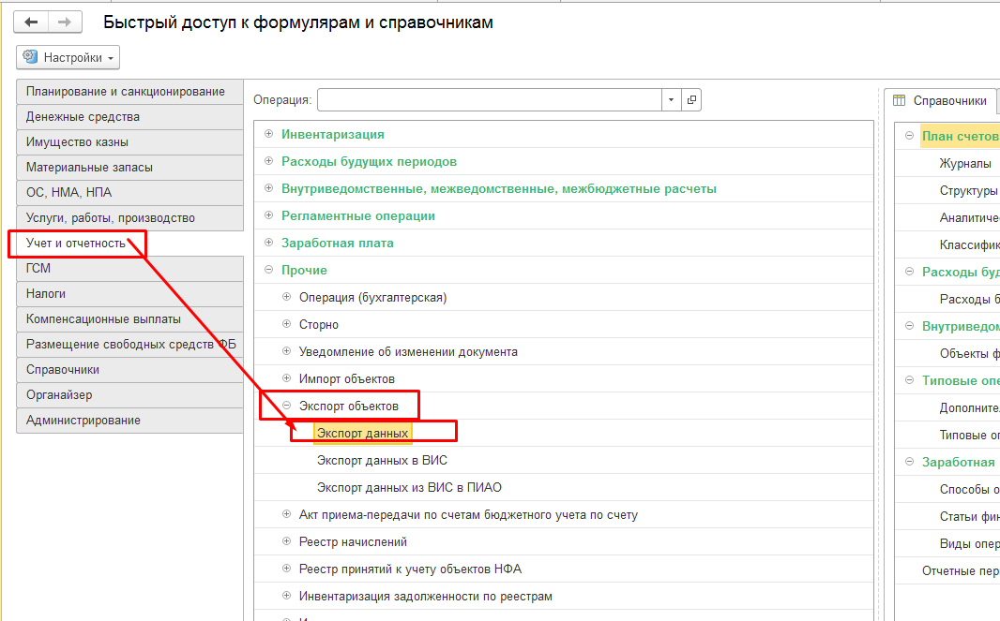 Быстрый доступ к формулярам и справочникам
Настройки
Планирование и санкционирование
Денежные средства
Имущество казны
Материальные запасы
ОС, НМА, НПА
Услуги, работы, производство
Учет и отчетность
ГСМ
Налоги
Компенсационные выплаты
Размещение свободных средств ФБ
Справочники
Органайзер
Администрирование
Операция:
Инвентаризация
Расходы будущих периодов
Внутриведомственные, межведомственные, межбюджетные расчеты
Регламентные операции
Заработная плата
Прочие
Операция (бухгалтерская)
Сторно
Уведомление об изменении документа
Импорт объектов
Экспорт объектов
Экспорт данных
Экспорт данных в ВИС
Экспорт данных из ВИС в ПИАО
Акт приема-передачи по счетам бюджетного учета по счету
Реестр начислений
Реестр принятий к учету объектов НФА
Инвентаризация задолженности по реестрам
Справочники
План счетов
Журналы
Структуры
Аналитиче
Классифик
Расходы буд
Расходы б
Внутриведом
Объекты ф
Типовые опе
Дополнител
Типовые оп
Заработная
Способы о
Статьи фин
Виды опер
Отчетные пер